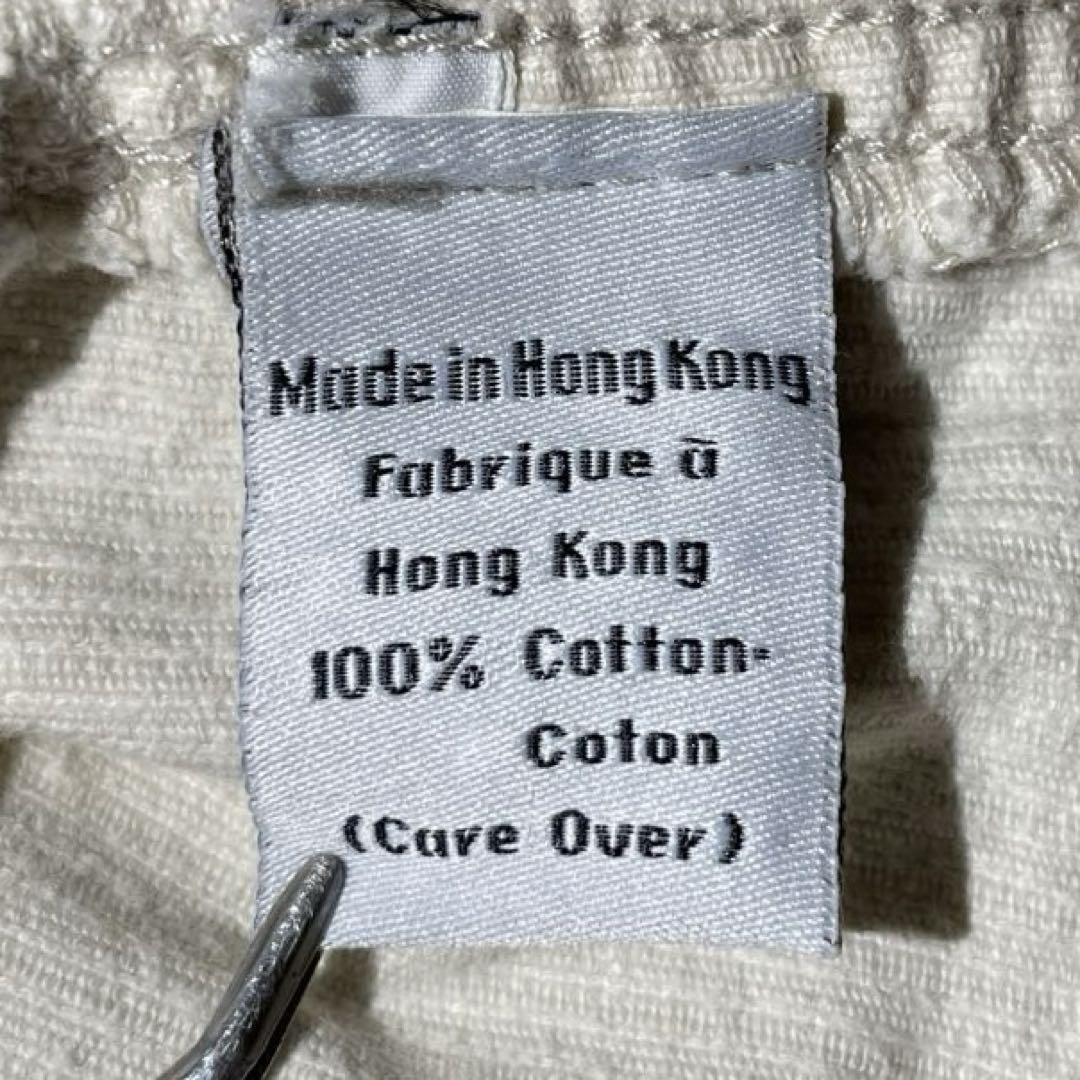 Made in Hong Kong
Fabrique ā
Hong Kong
100% Cotton-
Coton
(Care Over)